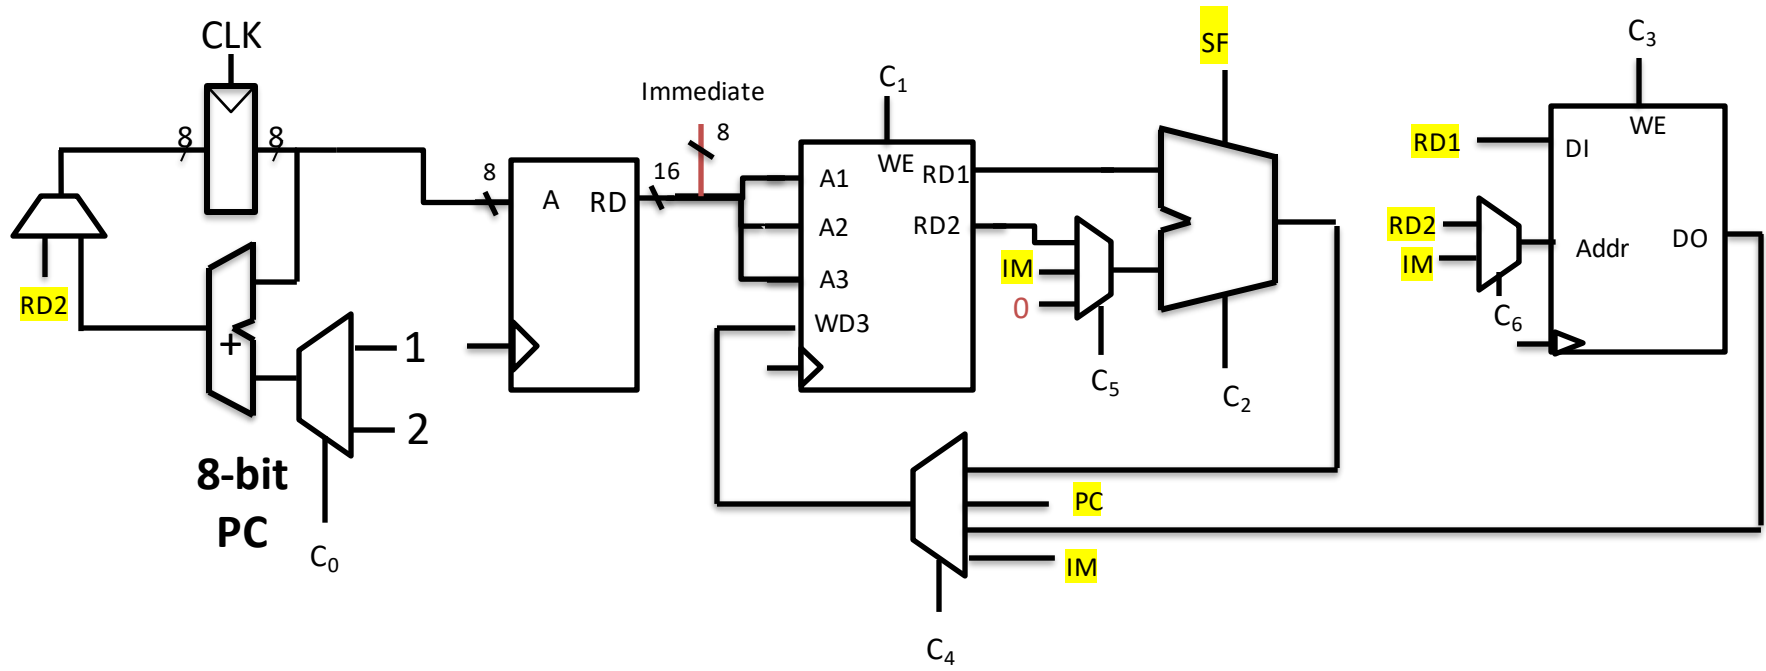 CLK
8
8
RD2
+
1
2
8-bit
PC
C0
8
A
RD
16
Immediate
8
C1
WE
A1
A2
A3
WD3
RD1
RD2
IM
0
C5
SF
C2
PC
IM
C4
C3
WE
RD1
DI
RD2
IM
Addr
DO
C6